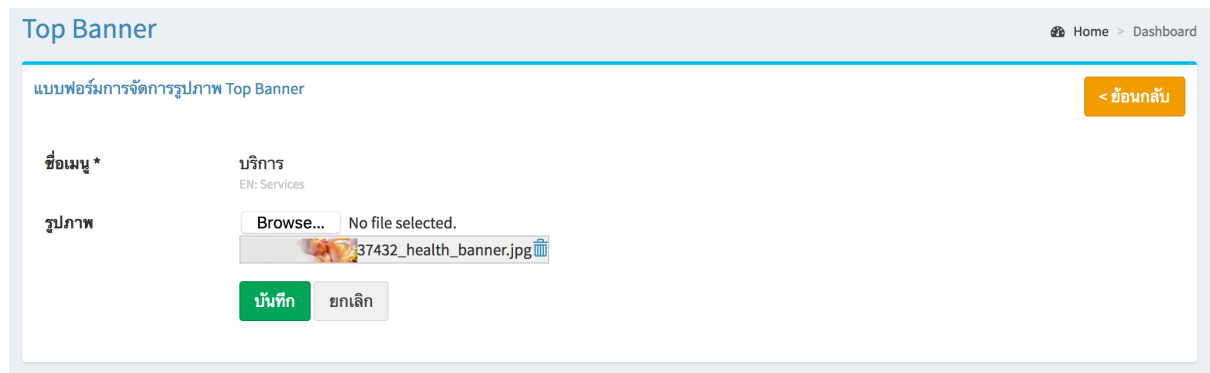 Top Banner
Home > Dashboard
แบบฟอร์มการจัดการรูปภาพ Top Banner
< ย้อนกลับ
ชื่อเมนู * บริการ
EN: Services
รูปภาพ Browse... No file selected.
37432_health_banner.jpg
บันทึก ยกเลิก